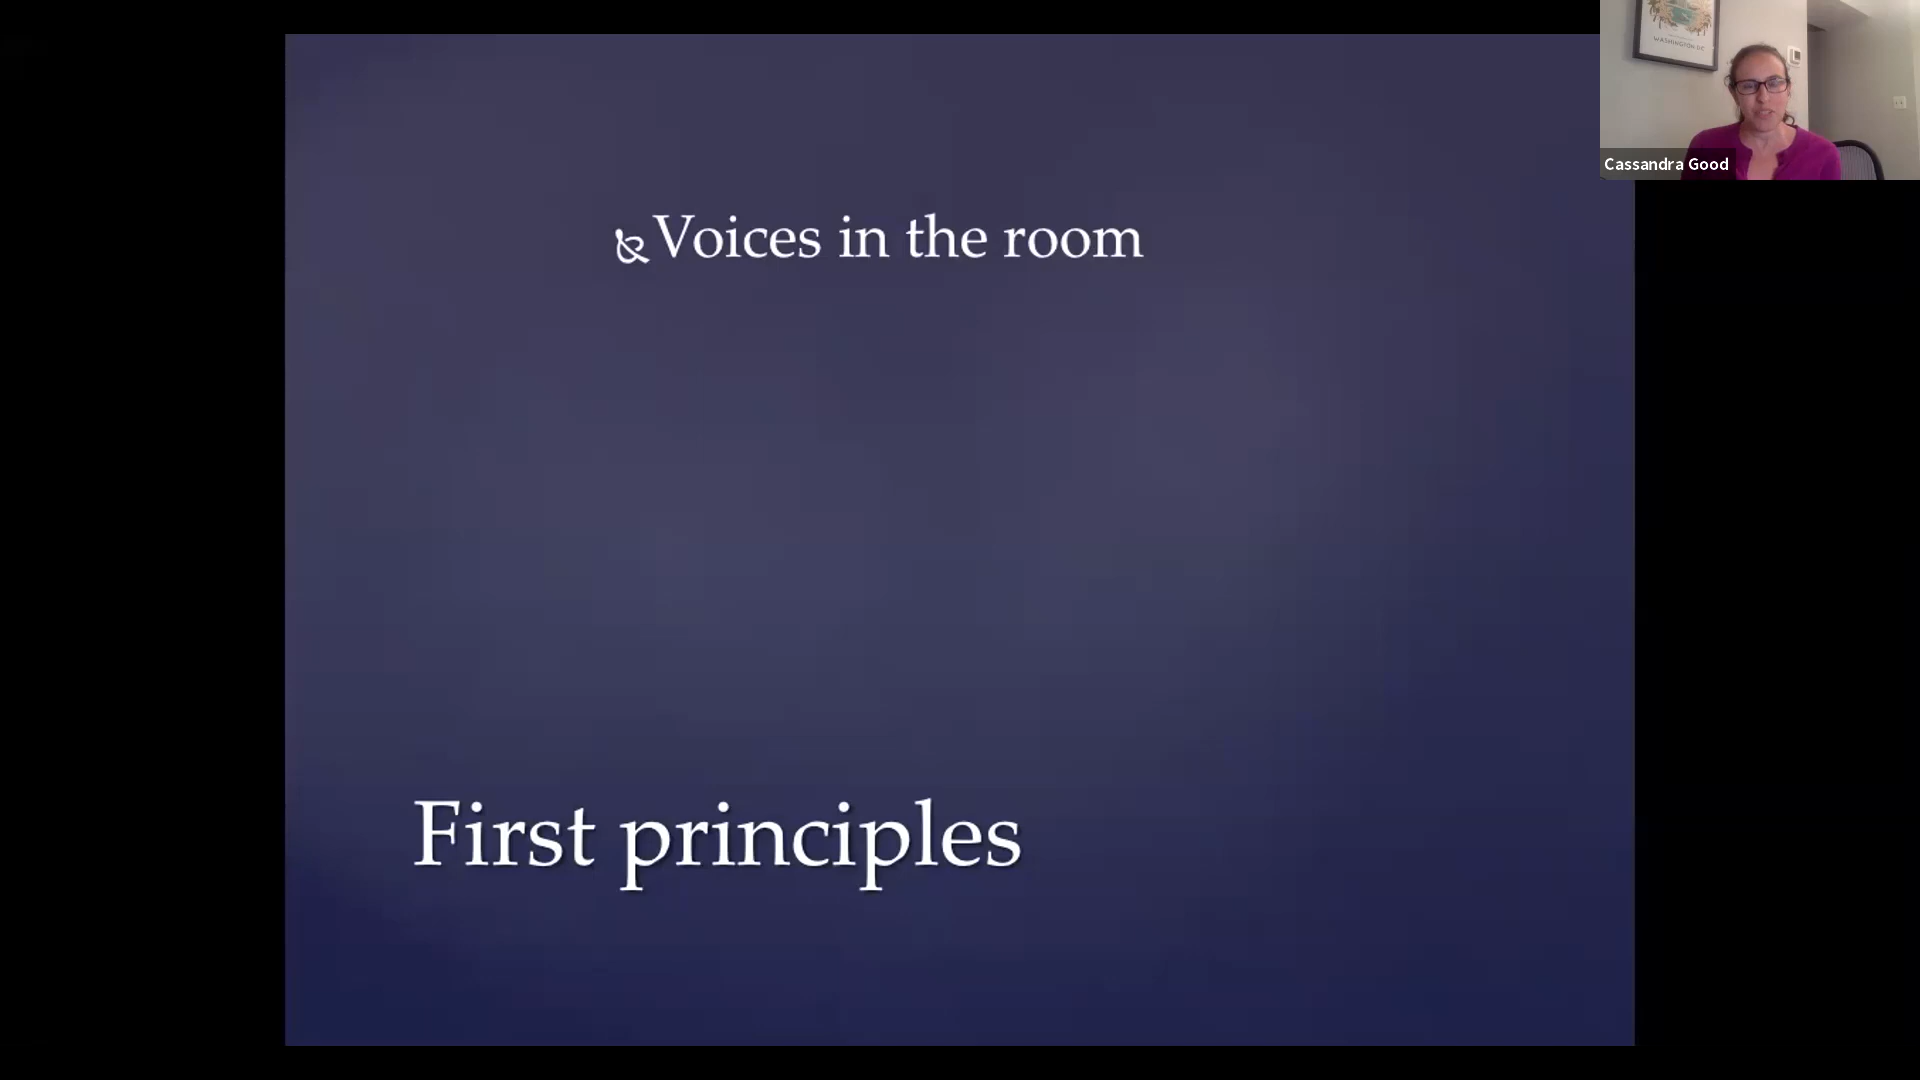 Voices in the room
First principles
WASHINGTON, DC
Cassandra Good